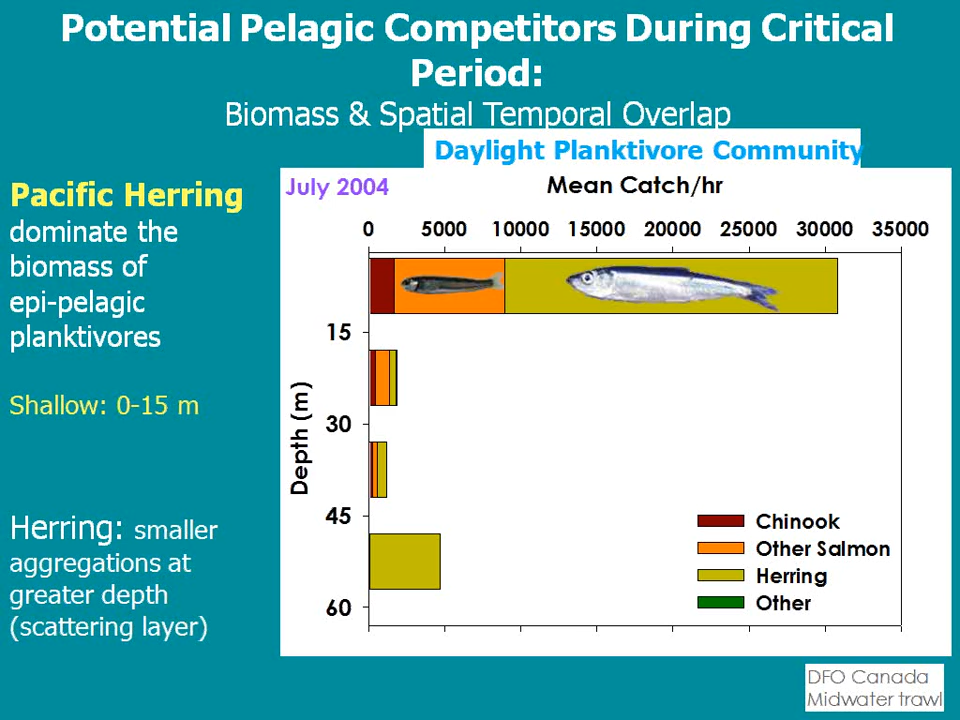 Potential Pelagic Competitors During Critical
Period:
Biomass & Spatial Temporal Overlap
Daylight Planktivore Community
Pacific Herring
dominate the
biomass of
epi-pelagic
planktivores
Shallow: 0-15 m
Herring: smaller
aggregations at
greater depth
(scattering layer)
July 2004
Mean Catch/hr
0 5000 10000 15000 20000 25000 30000 35000
Depth (m)
15
30
45
60
Chinook
Other Salmon
Herring
Other
DFO Canada
Midwater trawl